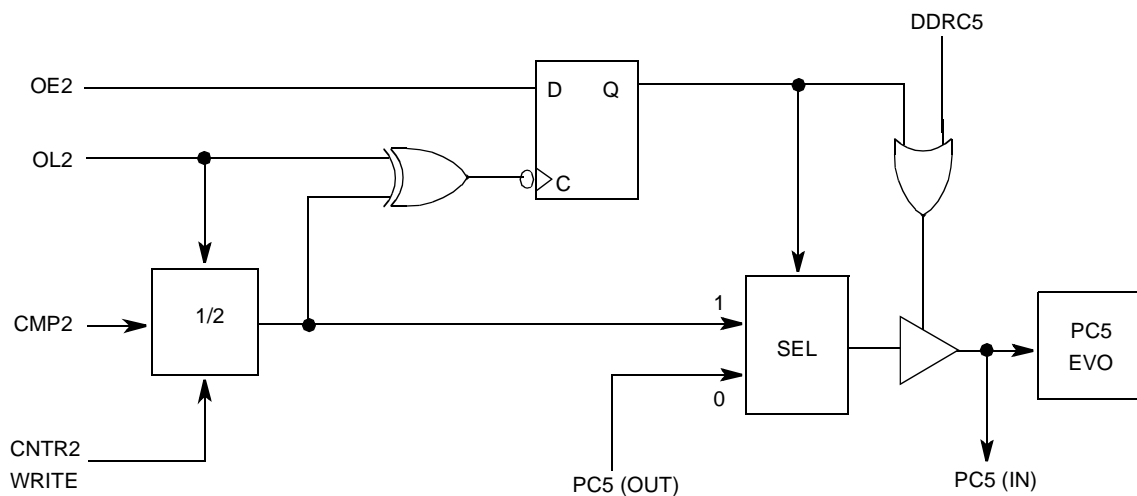 DDRC5
OE2
D Q
OL2
C
CMP2
1/2
1
SEL
0
PC5
EVO
CNTR2
WRITE
PC5 (OUT)
PC5 (IN)